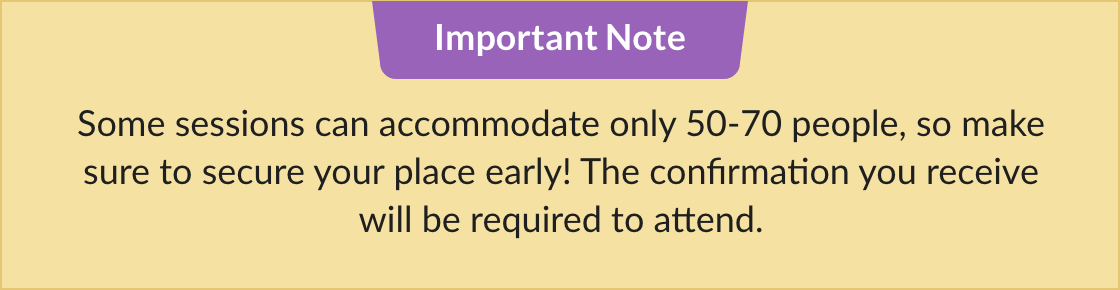 Important Note
Some sessions can accommodate only 50-70 people, so make
sure to secure your place early! The confirmation you receive
will be required to attend.